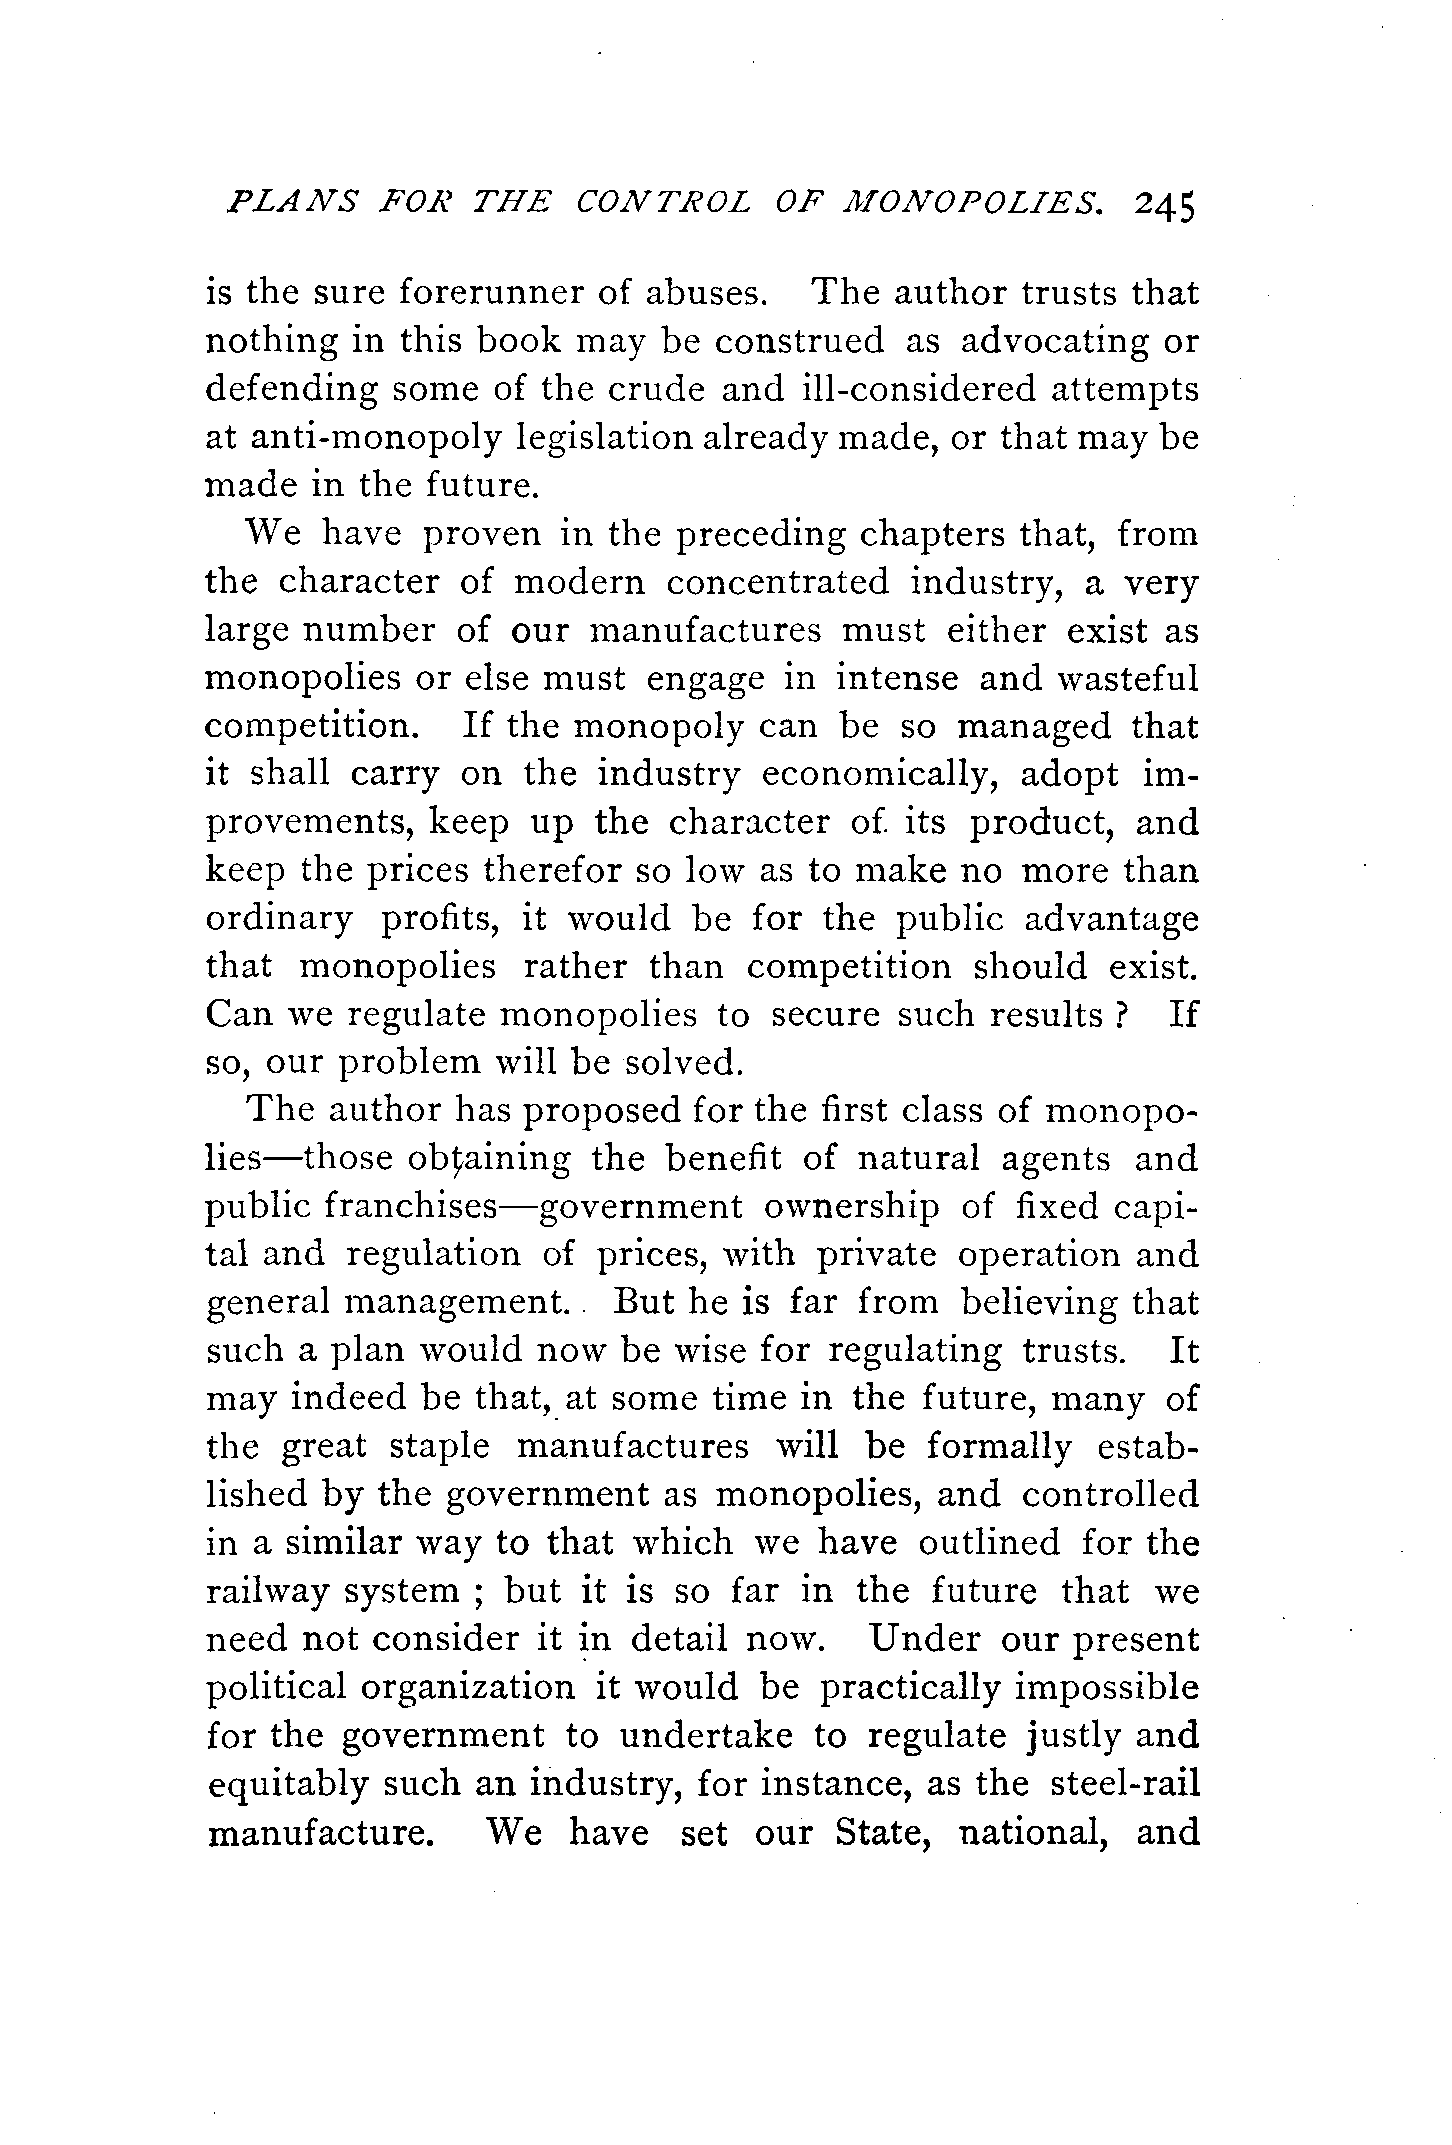 PLANS FOR THE CONTROL OF MONOPOLIES. 245
is the sure forerunner of abuses. The author trusts that
nothing in this book may be construed as advocating or
defending some of the crude and ill-considered attempts
at anti-monopoly legislation already made, or that may be
made in the future.
We have proven in the preceding chapters that, from
the character of modern concentrated industry, a very
large number of our manufactures must either exist as
monopolies or else must engage in intense and wasteful
competition. If the monopoly can be so managed that
it shall carry on the industry economically, adopt im-
provements, keep up the character of its product, and
keep the prices therefor so low as to make no more than
ordinary profits, it would be for the public advantage
that monopolies rather than competition should exist.
Can we regulate monopolies to secure such results ? If
so, our problem will be solved.
The author has proposed for the first class of monopo-
lies—those obtaining the benefit of natural agents and
public franchises—government ownership of fixed capi-
tal and regulation of prices, with private operation and
general management. But he is far from believing that
such a plan would now be wise for regulating trusts. It
may indeed be that, at some time in the future, many of
the great staple manufactures will be formally estab-
lished by the government as monopolies, and controlled
in a similar way to that which we have outlined for the
railway system ; but it is so far in the future that we
need not consider it in detail now. Under our present
political organization it would be practically impossible
for the government to undertake to regulate justly and
equitably such an industry, for instance, as the steel-rail
manufacture. We have set our State, national, and